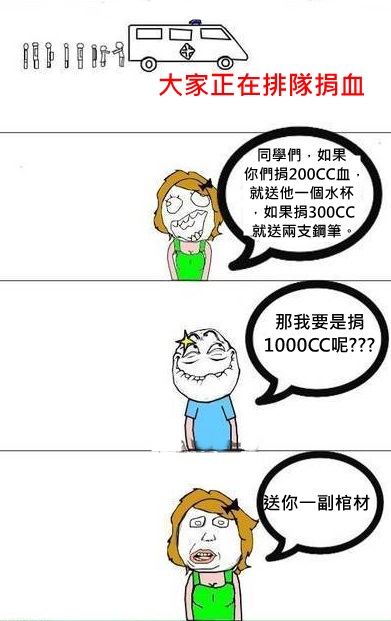 大家正在排隊捐血
同學們，如果
你們捐200CC血，
就送他一個水杯
，如果捐300CC
就送兩支鋼筆。
那我要是捐
1000CC呢???
送你一副棺材